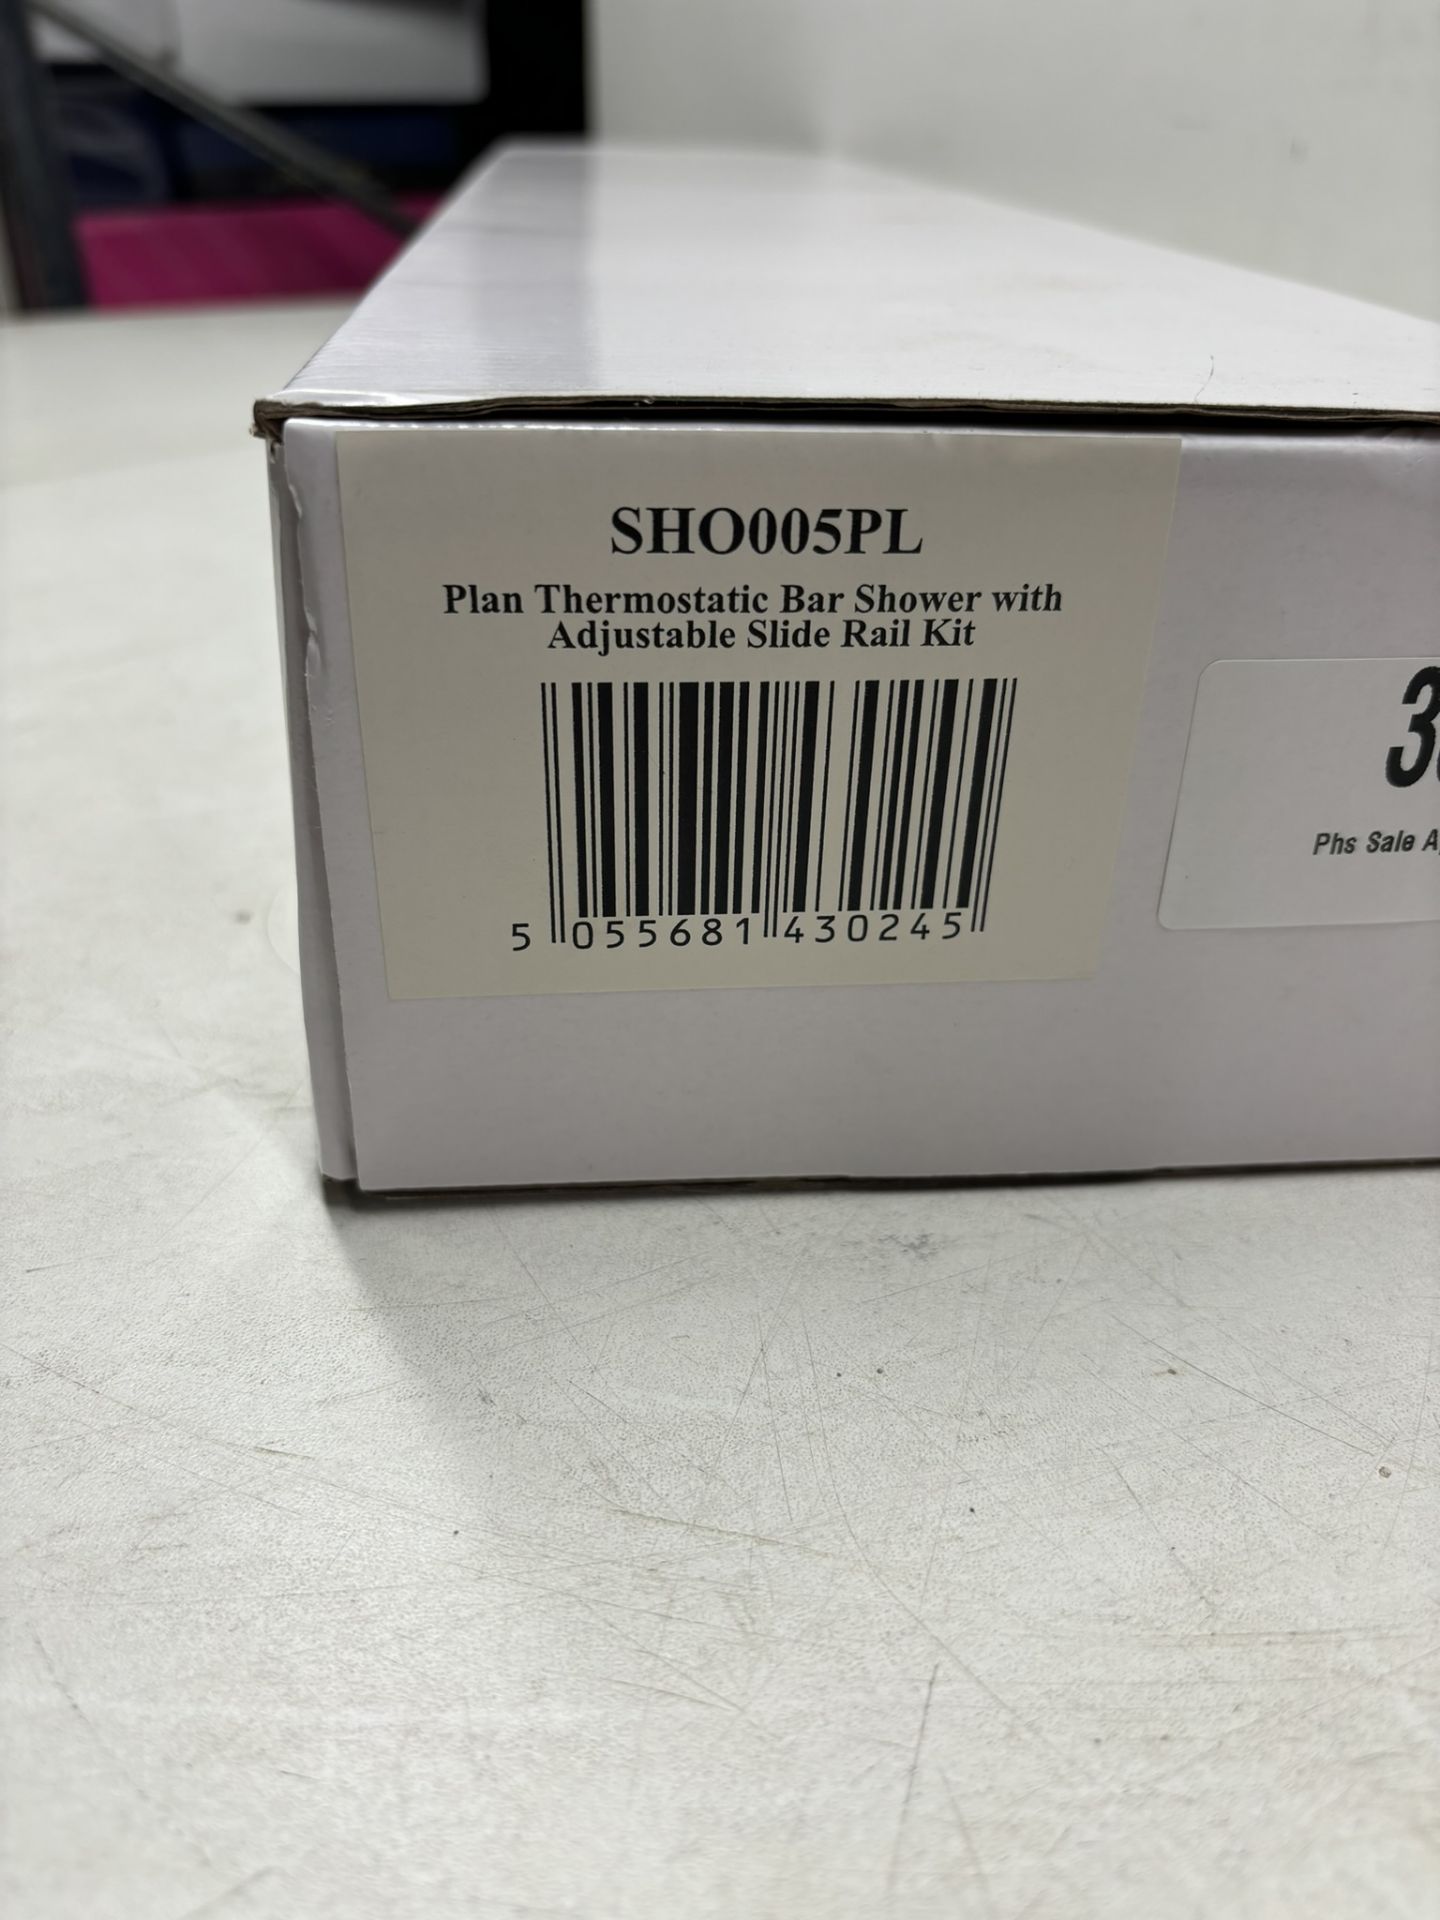 SHO005PL
Plan Thermostatic Bar Shower with
Adjustable Slide Rail Kit
5 055681 430245
Phs Sale